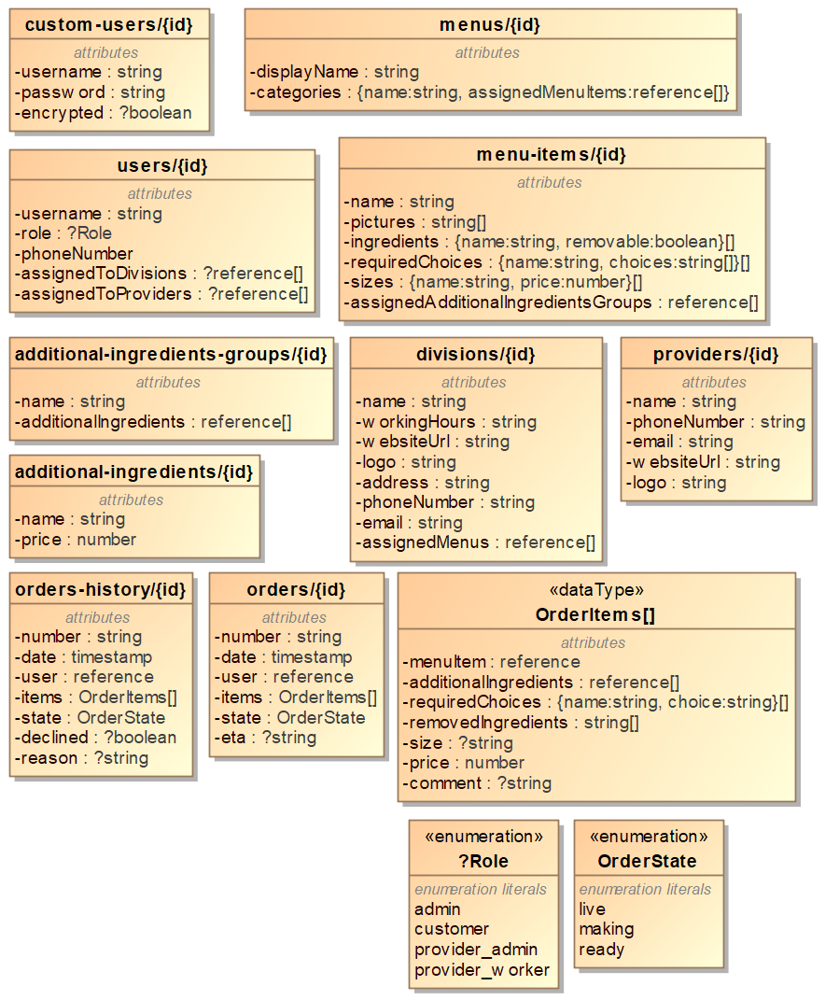 custom-users/{id}
attributes
-username : string
-password : string
-encrypted : ?boolean
menus/{id}
attributes
-displayName : string
-categories : {name:string, assignedMenuItems:reference[]}
users/{id}
attributes
-username : string
-role : ?Role
-phoneNumber
-assignedToDivisions : ?reference[]
-assignedToProviders : ?reference[]
menu-items/{id}
attributes
-name : string
-pictures : string[]
-ingredients : {name:string, removable:boolean}[]
-requiredChoices : {name:string, choices:string[]}[]
-sizes : {name:string, price:number}[]
-assignedAdditionalIngredientsGroups : reference[]
additional-ingredients-groups/{id}
attributes
-name : string
-additionalIngredients : reference[]
divisions/{id}
attributes
-name : string
-workingHours : string
-websiteUrl : string
-logo : string
-address : string
-phoneNumber : string
-email : string
-assignedMenus : reference[]
providers/{id}
attributes
-name : string
-phoneNumber : string
-email : string
-websiteUrl : string
-logo : string
additional-ingredients/{id}
attributes
-name : string
-price : number
orders-history/{id}
attributes
-number : string
-date : timestamp
-user : reference
-items : OrderItems[]
-state : OrderState
-declined : ?boolean
-reason : ?string
orders/{id}
attributes
-number : string
-date : timestamp
-user : reference
-items : OrderItems[]
-state : OrderState
-eta : ?string
«dataType»
OrderItems[]
attributes
-menuItem : reference
-additionalIngredients : reference[]
-requiredChoices : {name:string, choice:string}[]
-removedIngredients : string[]
-size : ?string
-price : number
-comment : ?string
«enumeration»
?Role
enumeration literals
admin
customer
provider_admin
provider_worker
«enumeration»
OrderState
enumeration literals
live
making
ready